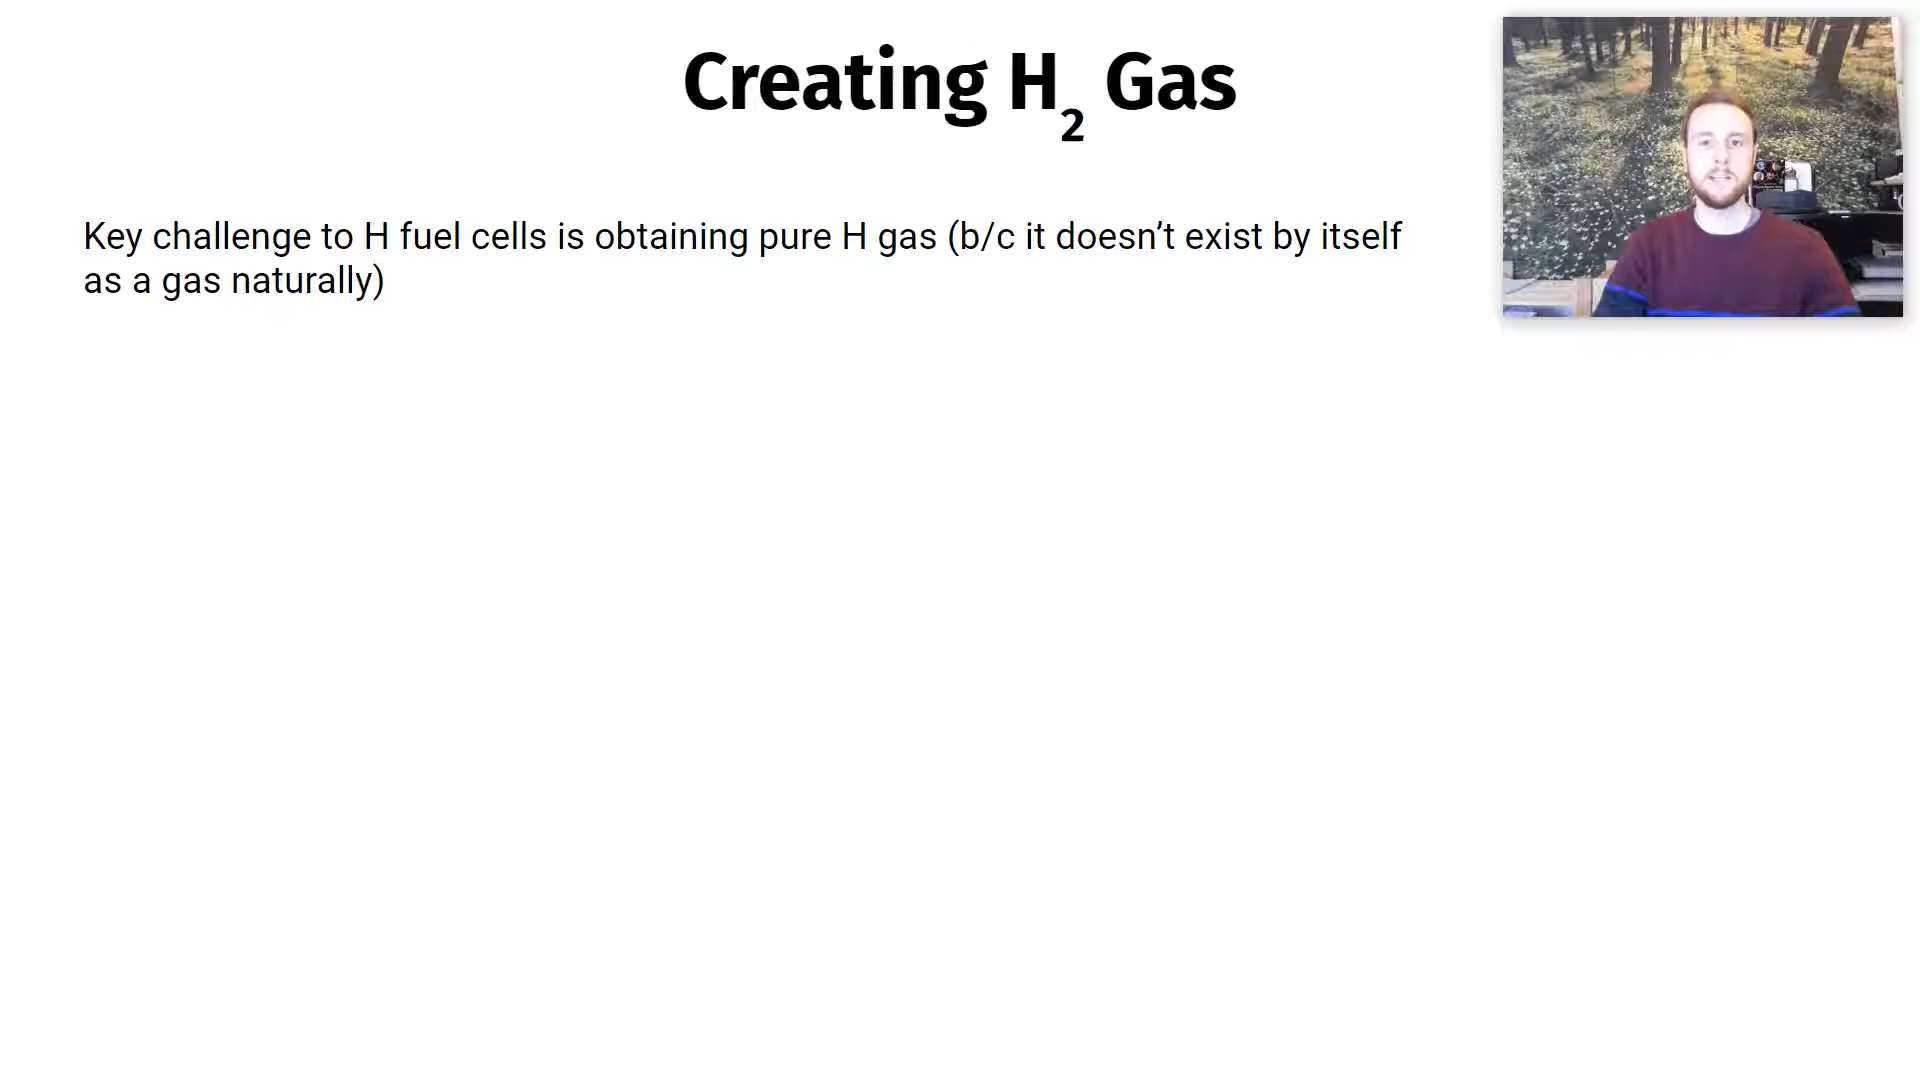 Creating H₂ Gas
Key challenge to H fuel cells is obtaining pure H gas (b/c it doesn’t exist by itself
as a gas naturally)